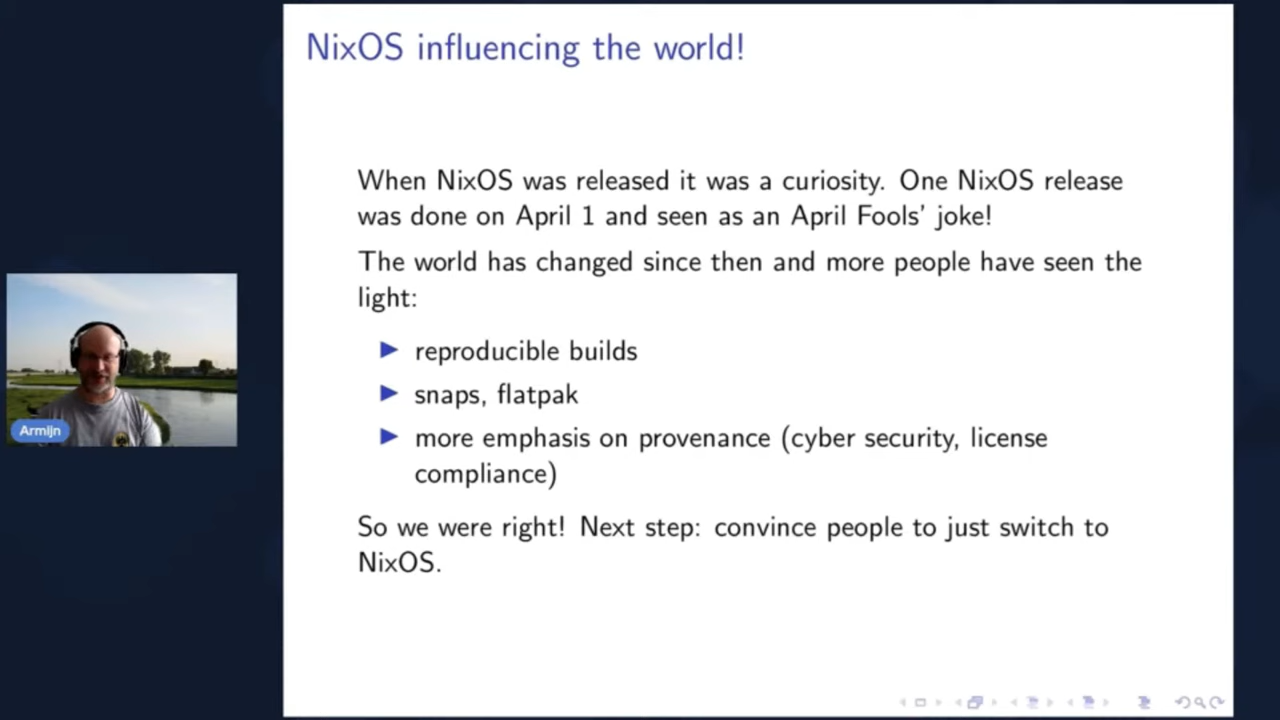 NixOS influencing the world!
When NixOS was released it was a curiosity. One NixOS release
was done on April 1 and seen as an April Fools' joke!
The world has changed since then and more people have seen the
light:
reproducible builds
snaps, flatpak
more emphasis on provenance (cyber security, license
compliance)
So we were right! Next step: convince people to just switch to
NixOS.
Armijn